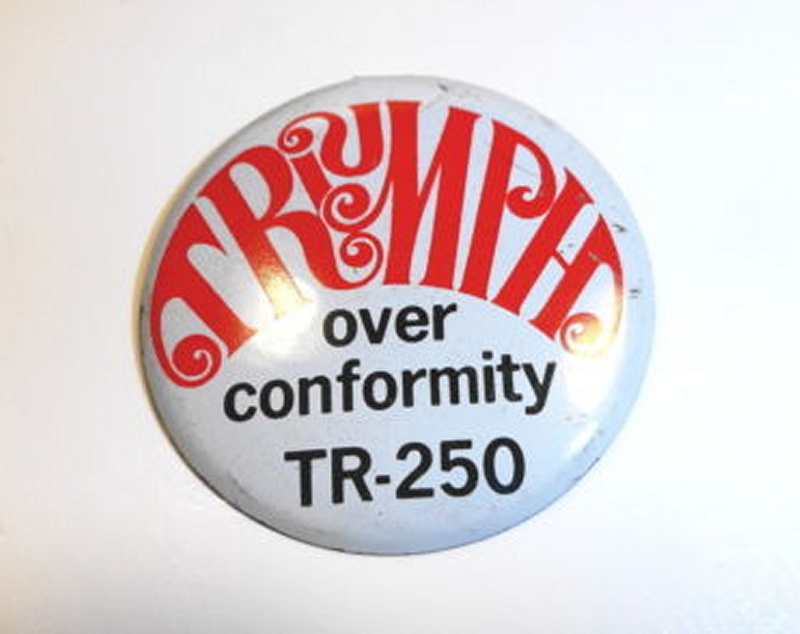 TRiUMPH
over
conformity
TR-250